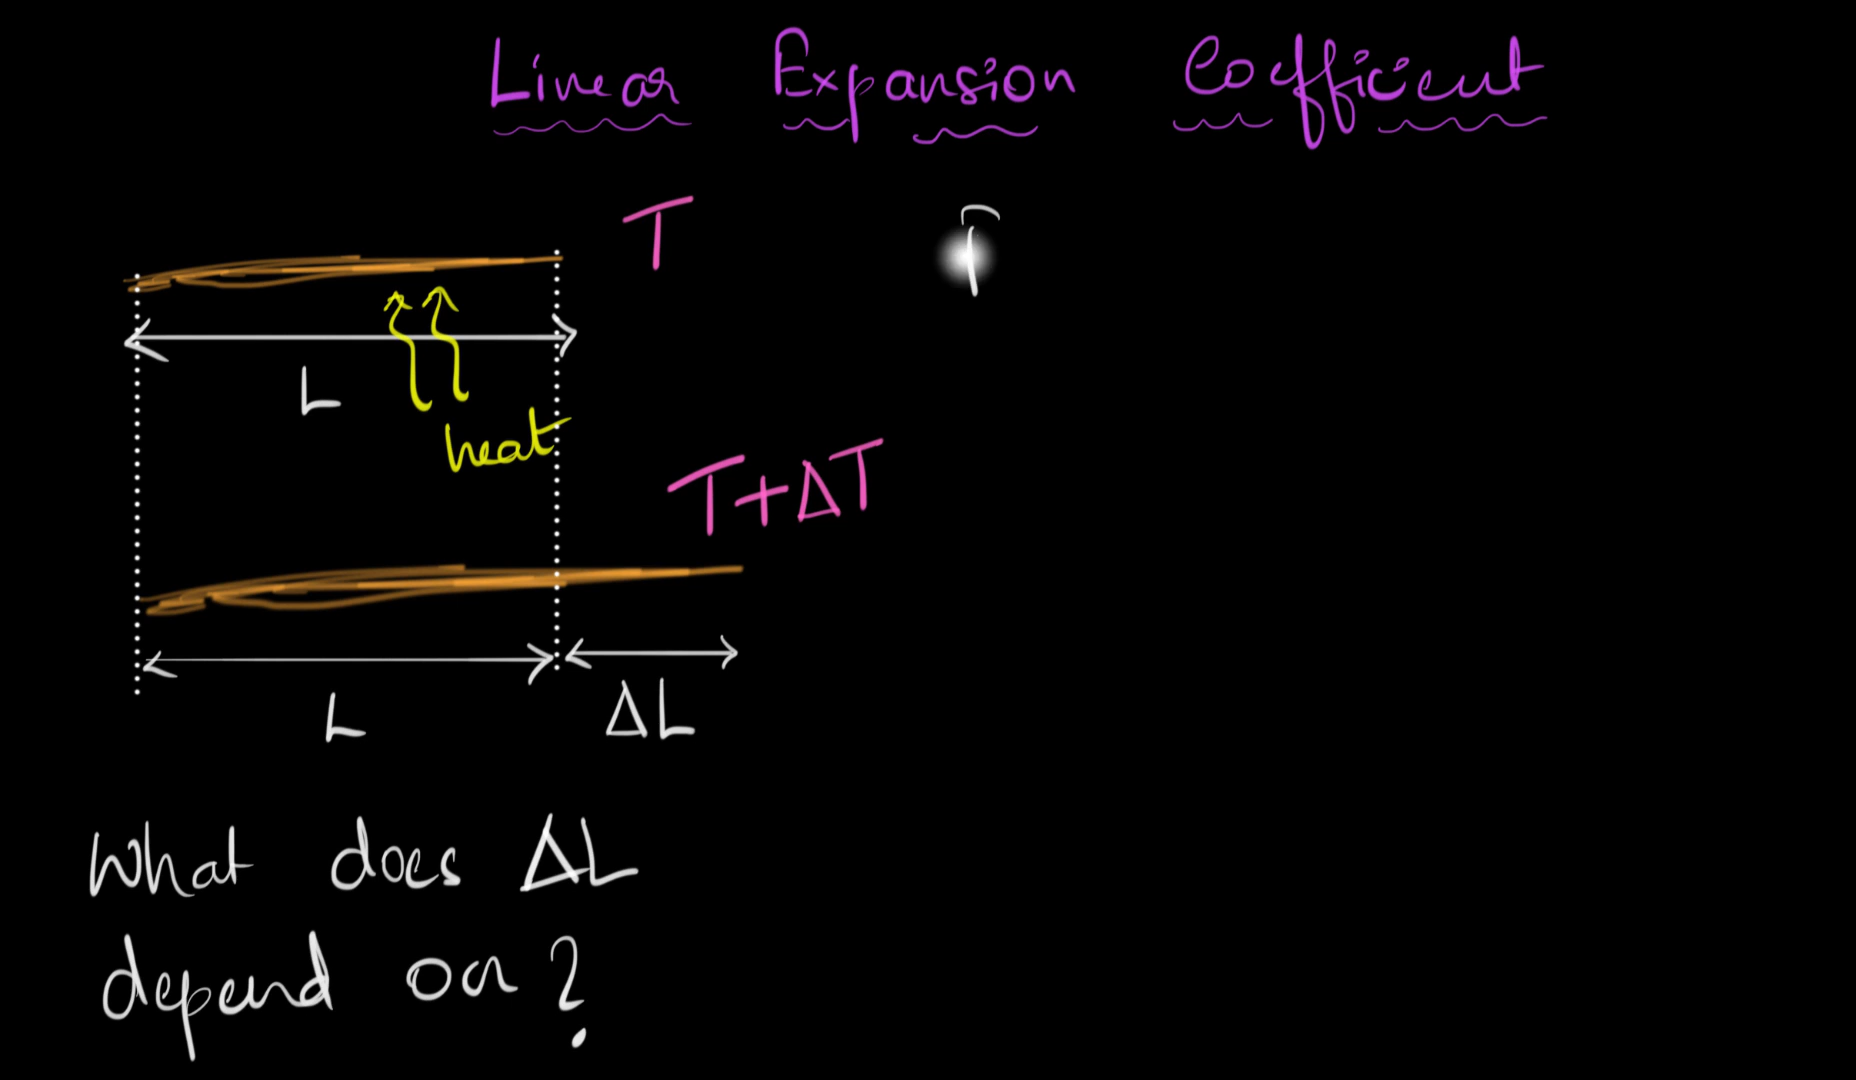 Linear Expansion Coefficient
T
L
heat
T+ΔT
L
ΔL
What does ΔL
depend on?